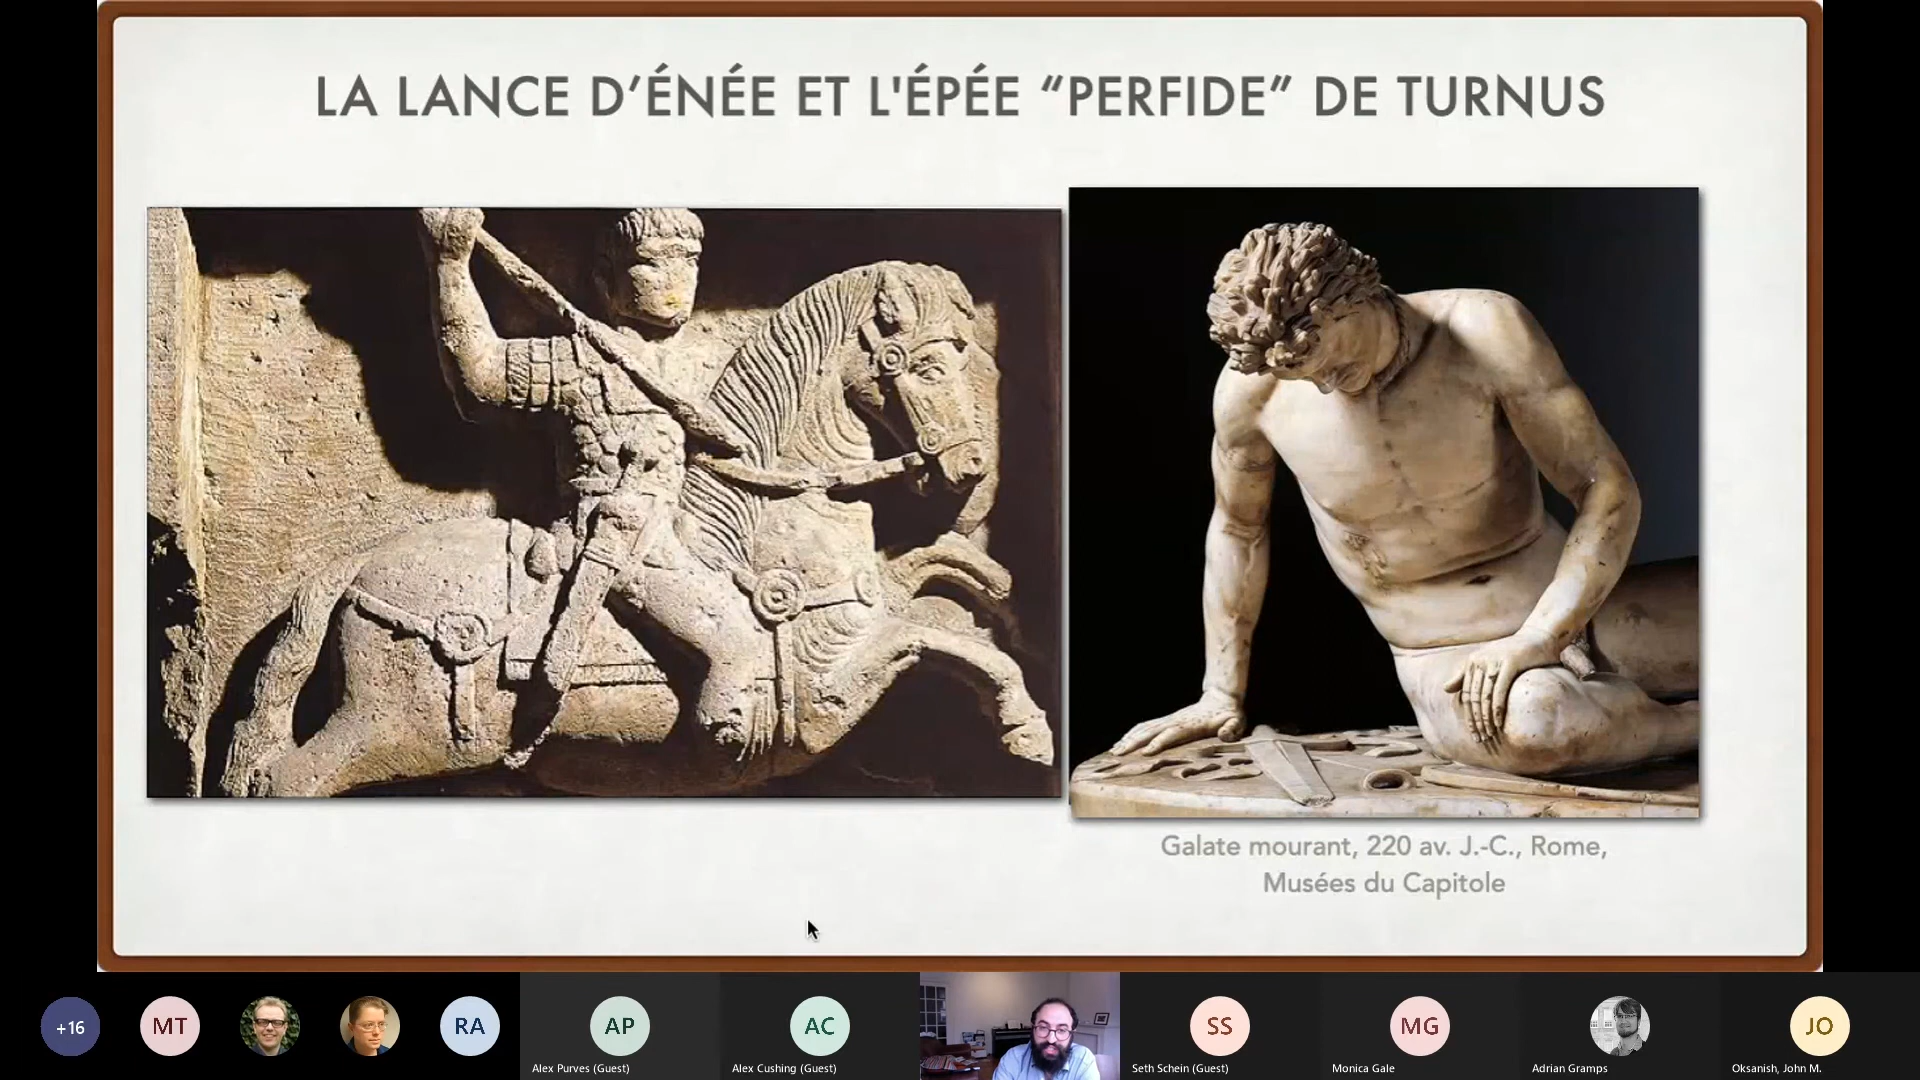 LA LANCE D’ÉNÉE ET L'ÉPÉE “PERFIDE” DE TURNUS
Galate mourant, 220 av. J.-C., Rome,
Musées du Capitole
+16
MT
RA
AP
Alex Purves (Guest)
AC
Alex Cushing (Guest)
SS
Seth Schein (Guest)
MG
Monica Gale
Adrian Gramps
JO
Oksanish, John M.